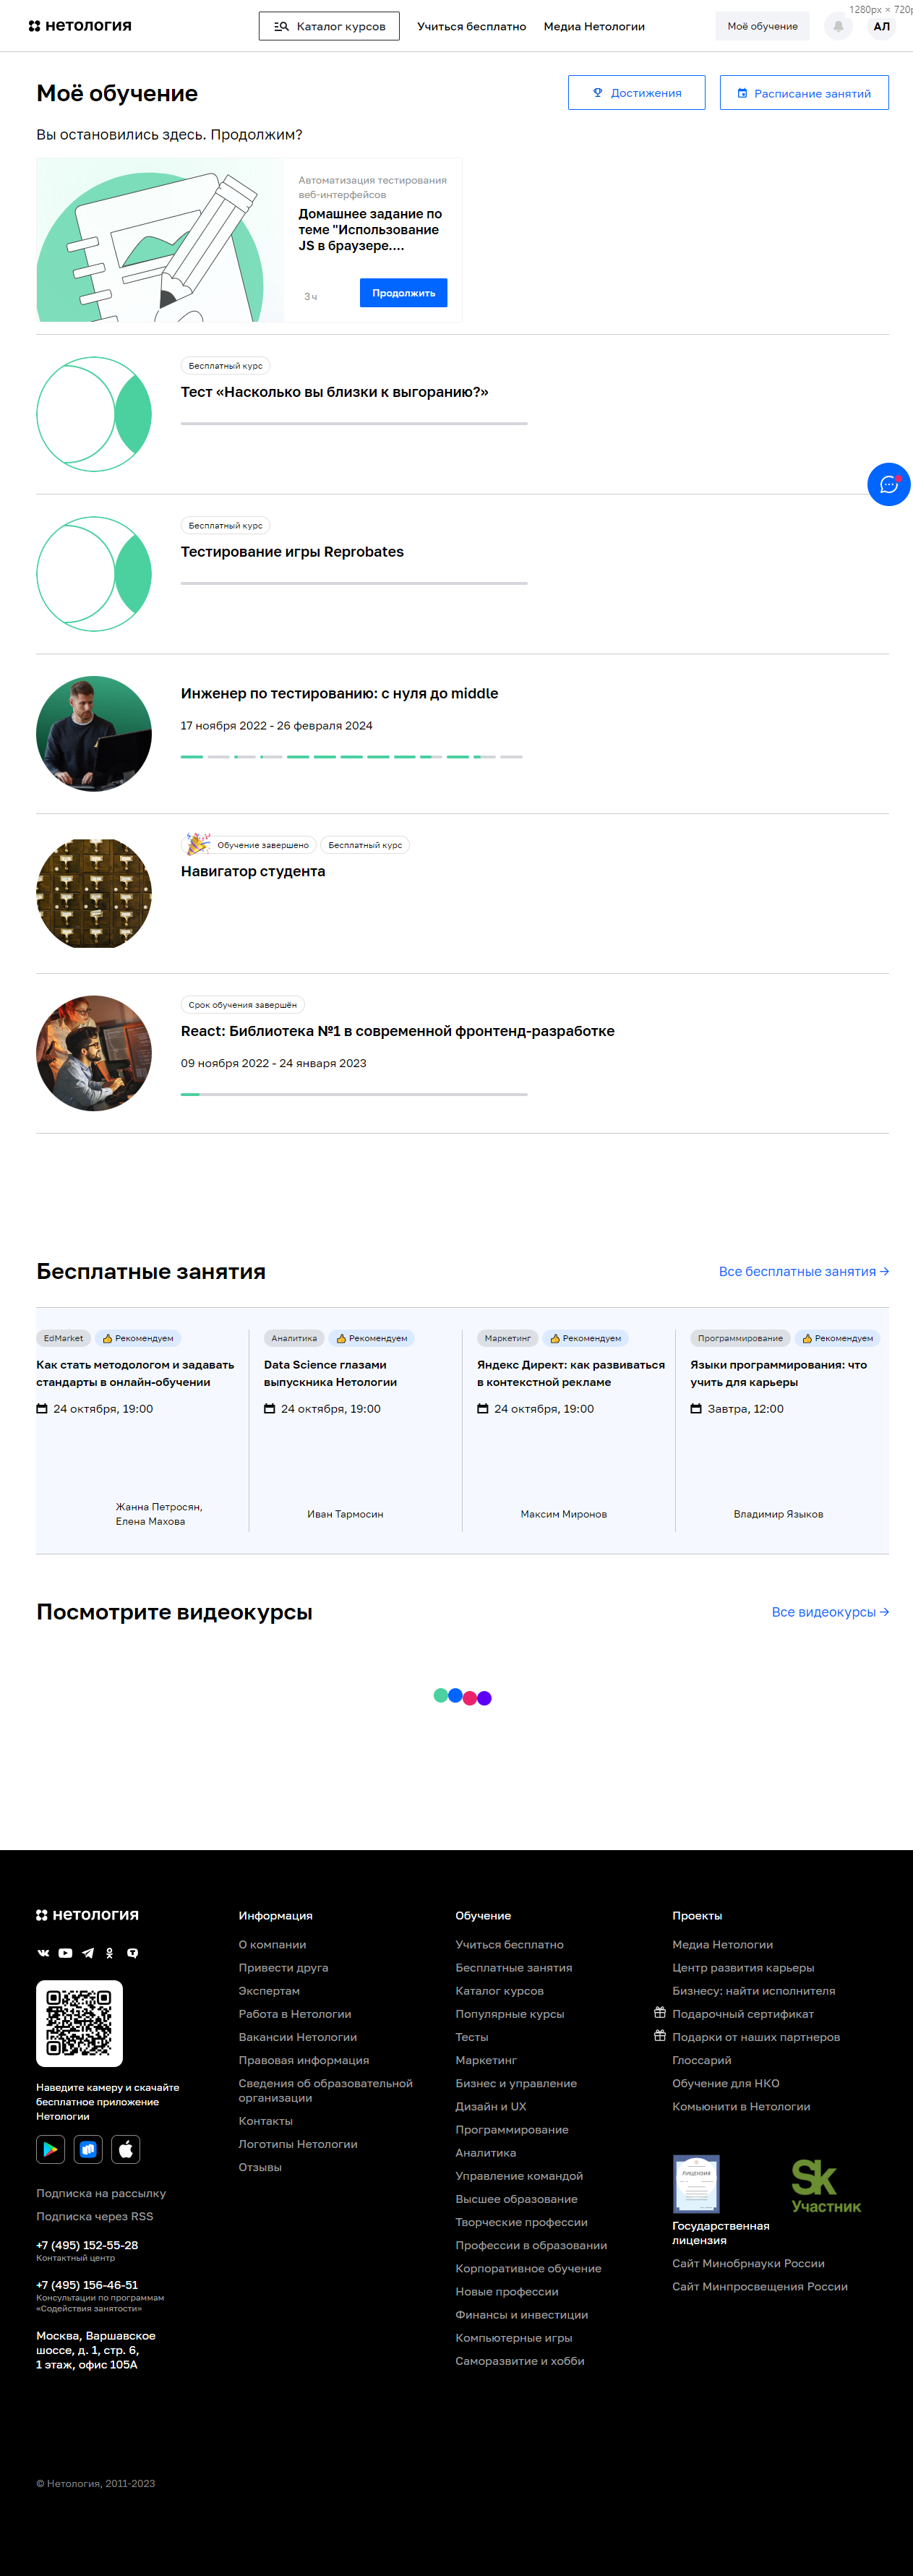 нетология
Каталог курсов
Учиться бесплатно
Медиа Нетологии
Моё обучение
1280px × 720p
АЛ
Моё обучение
Достижения
Расписание занятий
Вы остановились здесь. Продолжим?
Автоматизация тестирования
веб-интерфейсов
Домашнее задание по
теме "Использование
JS в браузере....
3 ч
Продолжить
Бесплатный курс
Тест «Насколько вы близки к выгоранию?»
Бесплатный курс
Тестирование игры Reprobates
Инженер по тестированию: с нуля до middle
17 ноября 2022 - 26 февраля 2024
Обучение завершено
Бесплатный курс
Навигатор студента
Срок обучения завершён
React: Библиотека №1 в современной фронтенд-разработке
09 ноября 2022 - 24 января 2023
Бесплатные занятия
Все бесплатные занятия →
EdMarket
Рекомендуем
Как стать методологом и задавать
стандарты в онлайн-обучении
24 октября, 19:00
Жанна Петросян,
Елена Махова
Аналитика
Рекомендуем
Data Science глазами
выпускника Нетологии
24 октября, 19:00
Иван Тармосин
Маркетинг
Рекомендуем
Яндекс Директ: как развиваться
в контекстной рекламе
24 октября, 19:00
Максим Миронов
Программирование
Рекомендуем
Языки программирования: что
учить для карьеры
Завтра, 12:00
Владимир Языков
Посмотрите видеокурсы
Все видеокурсы →
нетология
Наведите камеру и скачайте
бесплатное приложение
Нетологии
Подписка на рассылку
Подписка через RSS
+7 (495) 152-55-28
Контактный центр
+7 (495) 156-46-51
Консультации по программам
«Содействия занятости»
Москва, Варшавское
шоссе, д. 1, стр. 6,
1 этаж, офис 105А
Информация
О компании
Привести друга
Экспертам
Работа в Нетологии
Вакансии Нетологии
Правовая информация
Сведения об образовательной
организации
Контакты
Логотипы Нетологии
Отзывы
Обучение
Учиться бесплатно
Бесплатные занятия
Каталог курсов
Популярные курсы
Тесты
Маркетинг
Бизнес и управление
Дизайн и UX
Программирование
Аналитика
Управление командой
Высшее образование
Творческие профессии
Профессии в образовании
Корпоративное обучение
Новые профессии
Финансы и инвестиции
Компьютерные игры
Саморазвитие и хобби
Проекты
Медиа Нетологии
Центр развития карьеры
Бизнесу: найти исполнителя
Подарочный сертификат
Подарки от наших партнеров
Глоссарий
Обучение для НКО
Комьюнити в Нетологии
ЛИЦЕНЗИЯ
Sk
Участник
Государственная
лицензия
Сайт Минобрнауки России
Сайт Минпросвещения России
© Нетология, 2011-2023